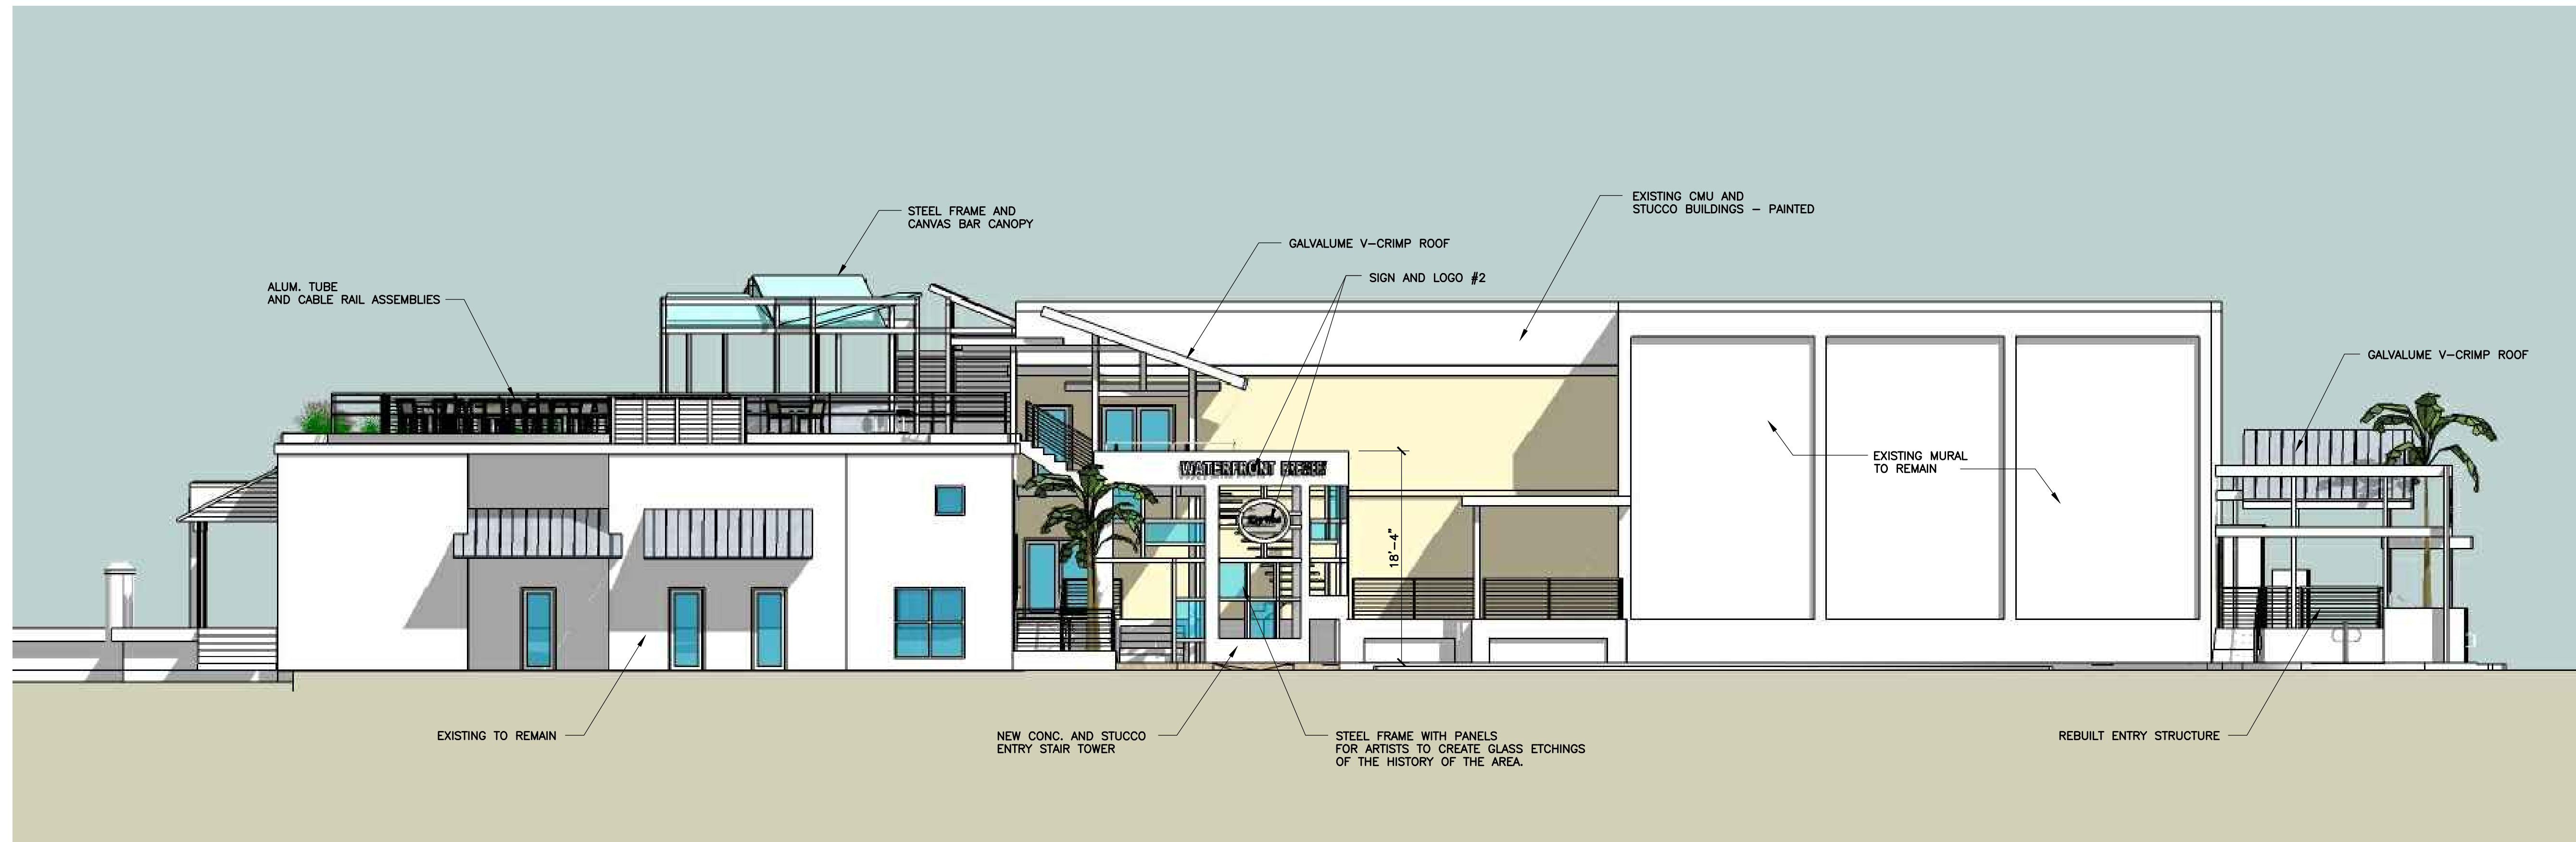 STEEL FRAME AND
CANVAS BAR CANOPY
EXISTING CMU AND
STUCCO BUILDINGS – PAINTED
GALVALUME V–CRIMP ROOF
SIGN AND LOGO #2
ALUM. TUBE
AND CABLE RAIL ASSEMBLIES
GALVALUME V–CRIMP ROOF
WATERFRONT
EXISTING MURAL
TO REMAIN
18'–4"
EXISTING TO REMAIN
NEW CONC. AND STUCCO
ENTRY STAIR TOWER
STEEL FRAME WITH PANELS
FOR ARTISTS TO CREATE GLASS ETCHINGS
OF THE HISTORY OF THE AREA.
REBUILT ENTRY STRUCTURE